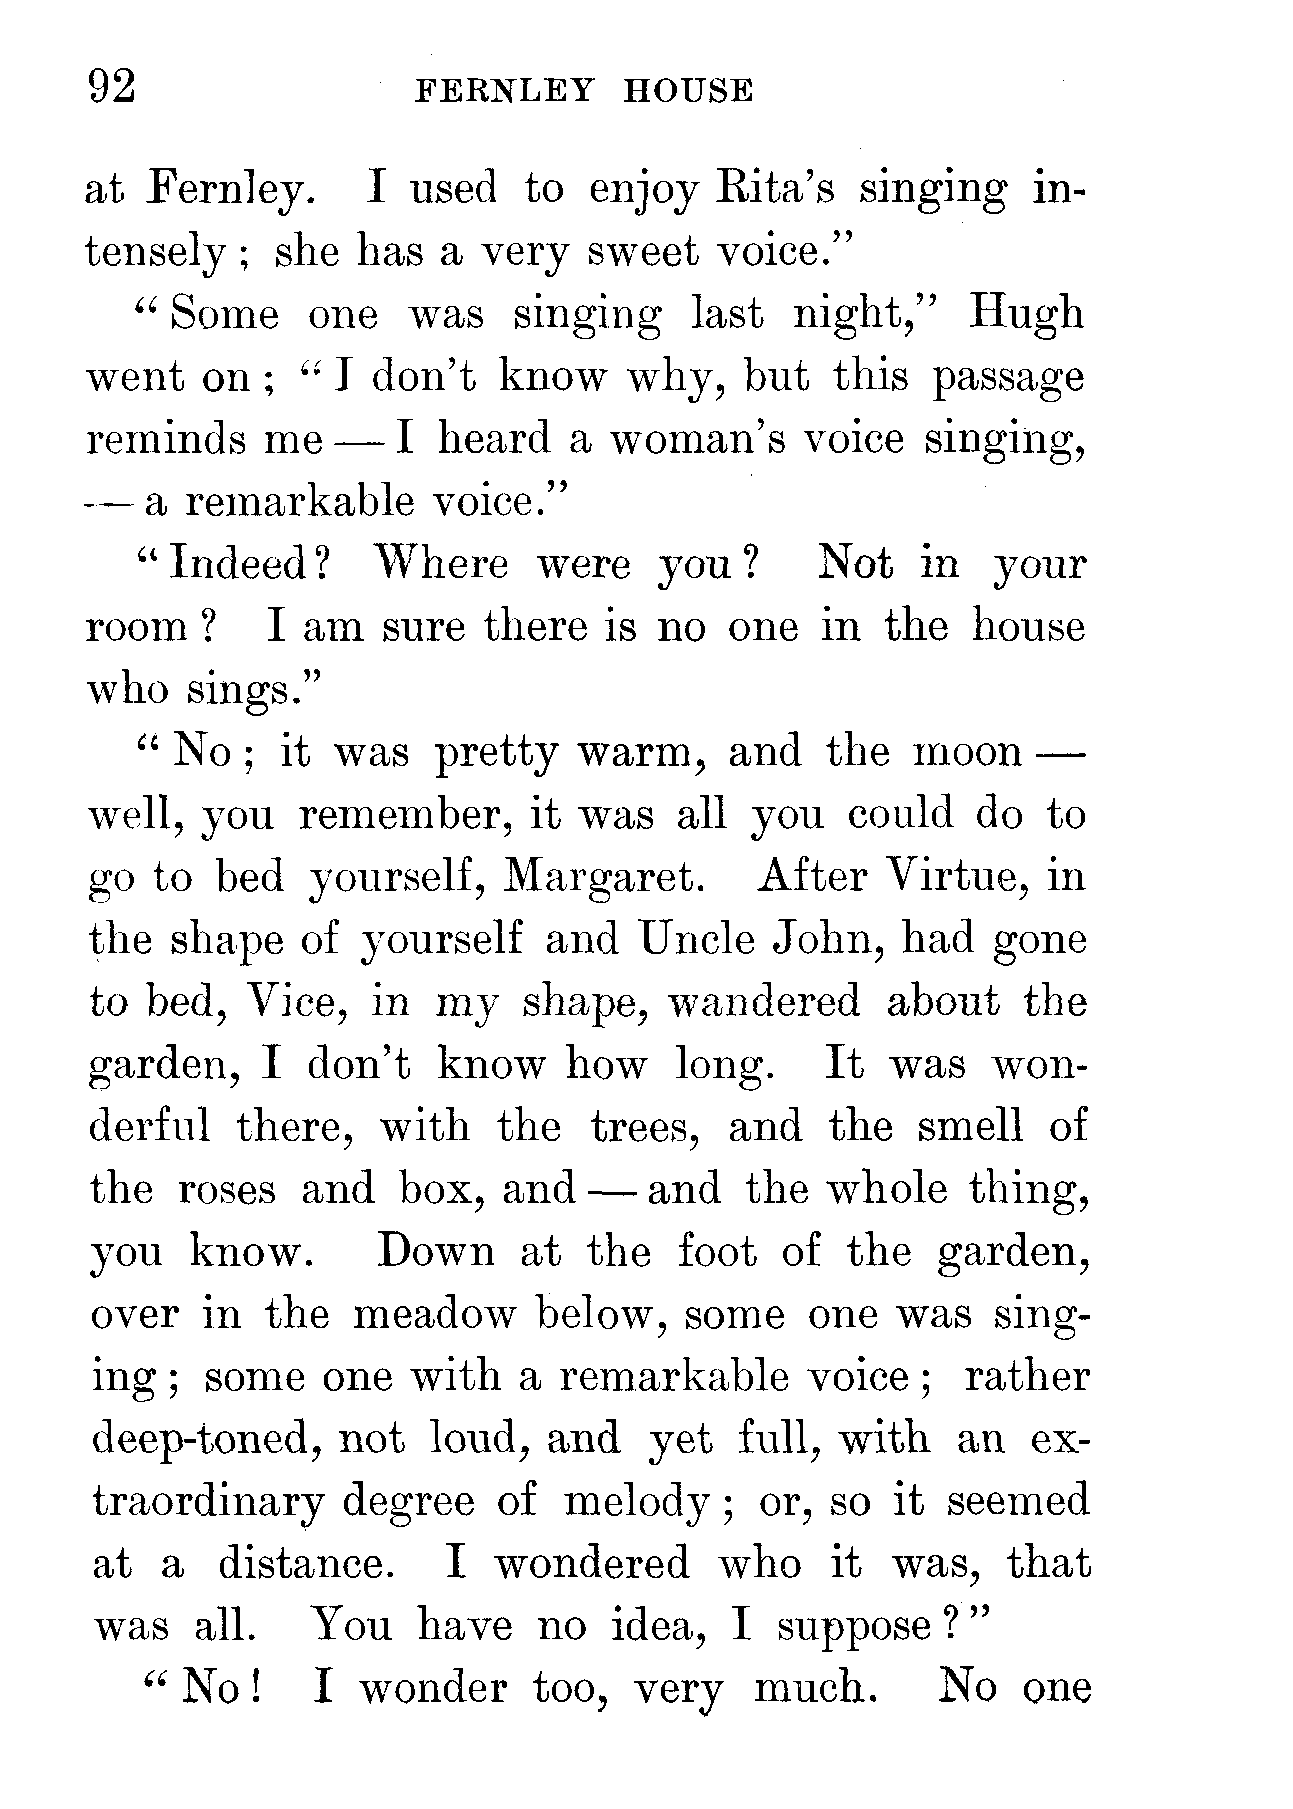 92 FERNLEY HOUSE
at Fernley. I used to enjoy Rita's singing in-
tensely; she has a very sweet voice."
"Some one was singing last night," Hugh
went on; "I don't know why, but this passage
reminds me — I heard a woman's voice singing,
— a remarkable voice."
"Indeed? Where were you? Not in your
room? I am sure there is no one in the house
who sings."
"No; it was pretty warm, and the moon —
well, you remember, it was all you could do to
go to bed yourself, Margaret. After Virtue, in
the shape of yourself and Uncle John, had gone
to bed, Vice, in my shape, wandered about the
garden, I don't know how long. It was won-
derful there, with the trees, and the smell of
the roses and box, and — and the whole thing,
you know. Down at the foot of the garden,
over in the meadow below, some one was sing-
ing; some one with a remarkable voice; rather
deep-toned, not loud, and yet full, with an ex-
traordinary degree of melody; or, so it seemed
at a distance. I wondered who it was, that
was all. You have no idea, I suppose?"
"No! I wonder too, very much. No one